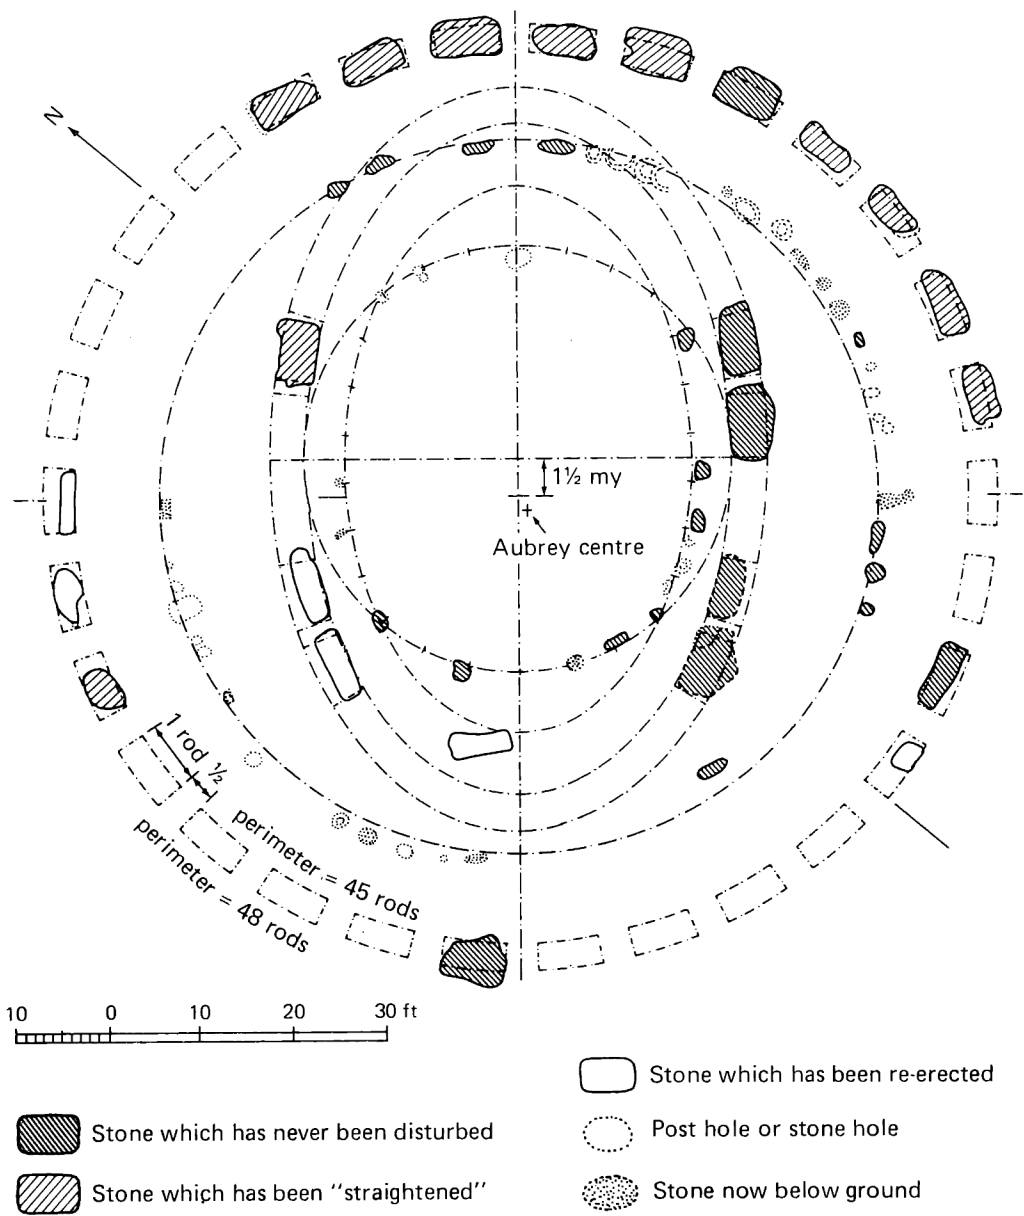 N
1½ my
Aubrey centre
1 rod ½
perimeter = 45 rods
perimeter = 48 rods
10 0 10 20 30 ft
Stone which has been re-erected
Stone which has never been disturbed
Post hole or stone hole
Stone which has been "straightened"
Stone now below ground